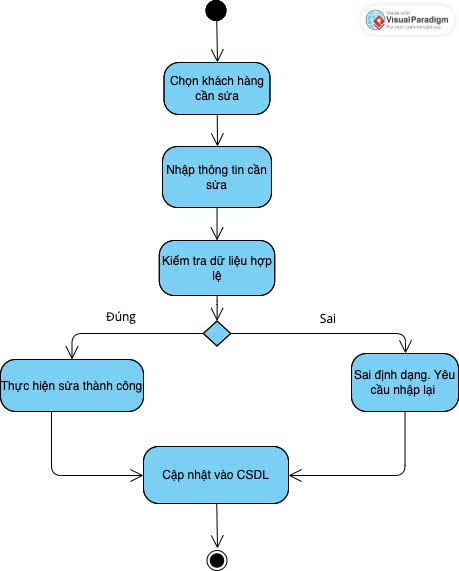 Made with
Visual Paradigm
For non-commercial use
Chọn khách hàng
cần sửa
Nhập thông tin cần
sửa
Kiểm tra dữ liệu hợp
lệ
Đúng
Sai
Thực hiện sửa thành công
Sai định dạng. Yêu
cầu nhập lại
Cập nhật vào CSDL